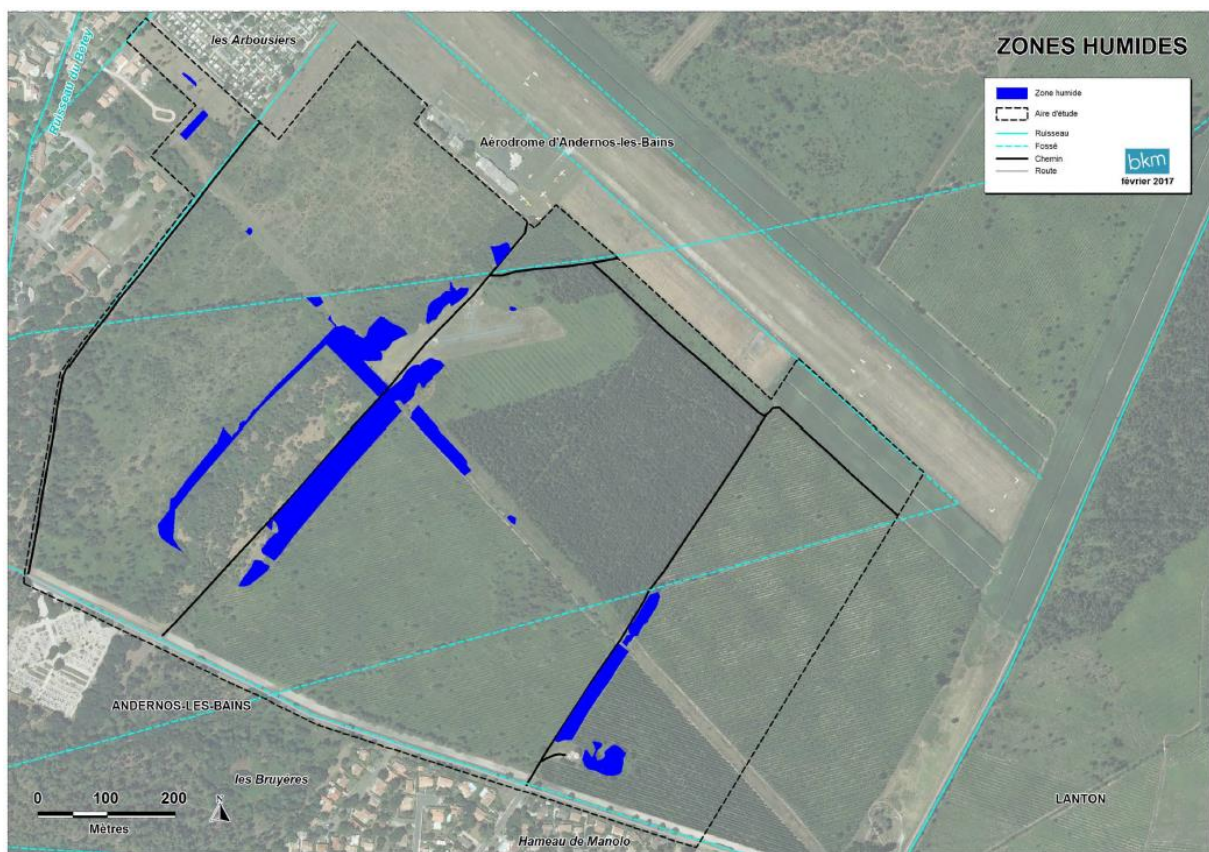 les Arbousiers
Ruisseau du Betey
ZONES HUMIDES
Zone humide
Aire d'étude
Ruisseau
Fossé
Chemin
Route
bkm
février 2017
Aérodrome d'Andernos-les-Bains
ANDERNOS-LES-BAINS
les Bruyères
0 100 200
Mètres
N
Hameau de Manolo
LANTON